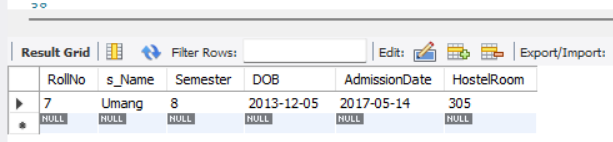 38
Result Grid Filter Rows: Edit: Export/Import:
RollNo s_Name Semester DOB AdmissionDate HostelRoom
7 Umang 8 2013-12-05 2017-05-14 305
NULL NULL NULL NULL NULL NULL